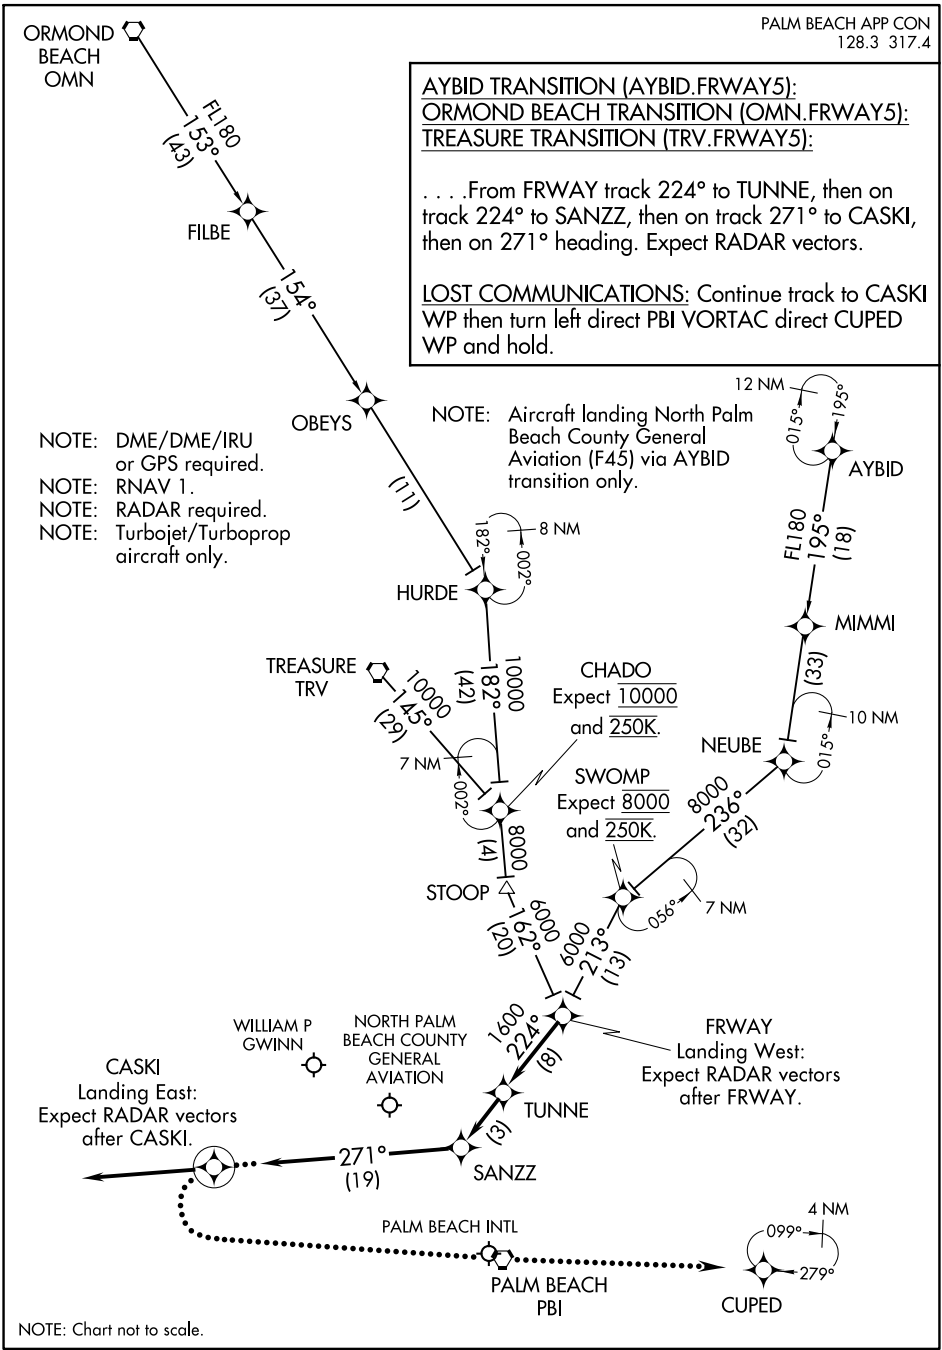 PALM BEACH APP CON
128.3 317.4
ORMOND
BEACH
OMN
FL180
153°
(43)
FILBE
154°
(37)
OBEYS
(11)
AYBID TRANSITION (AYBID.FRWAY5):
ORMOND BEACH TRANSITION (OMN.FRWAY5):
TREASURE TRANSITION (TRV.FRWAY5):
. . . .From FRWAY track 224° to TUNNE, then on
track 224° to SANZZ, then on track 271° to CASKI,
then on 271° heading. Expect RADAR vectors.
LOST COMMUNICATIONS: Continue track to CASKI
WP then turn left direct PBI VORTAC direct CUPED
WP and hold.
NOTE: DME/DME/IRU
or GPS required.
NOTE: RNAV 1.
NOTE: RADAR required.
NOTE: Turbojet/Turboprop
aircraft only.
NOTE: Aircraft landing North Palm
Beach County General
Aviation (F45) via AYBID
transition only.
12 NM
015°
195°
AYBID
FL180
195°
(18)
MIMMI
(33)
10 NM
015°
NEUBE
8000
236°
(32)
8 NM
182°
002°
HURDE
10000
182°
(42)
TREASURE
TRV
10000
145°
(29)
7 NM
002°
CHADO
Expect 10000
and 250K.
SWOMP
Expect 8000
and 250K.
8000
(4)
STOOP
6000
162°
(20)
056°
7 NM
6000
213°
(13)
FRWAY
Landing West:
Expect RADAR vectors
after FRWAY.
1600
224°
(8)
TUNNE
(3)
SANZZ
WILLIAM P
GWINN
NORTH PALM
BEACH COUNTY
GENERAL
AVIATION
CASKI
Landing East:
Expect RADAR vectors
after CASKI.
271°
(19)
PALM BEACH INTL
PALM BEACH
PBI
4 NM
099°
279°
CUPED
NOTE: Chart not to scale.